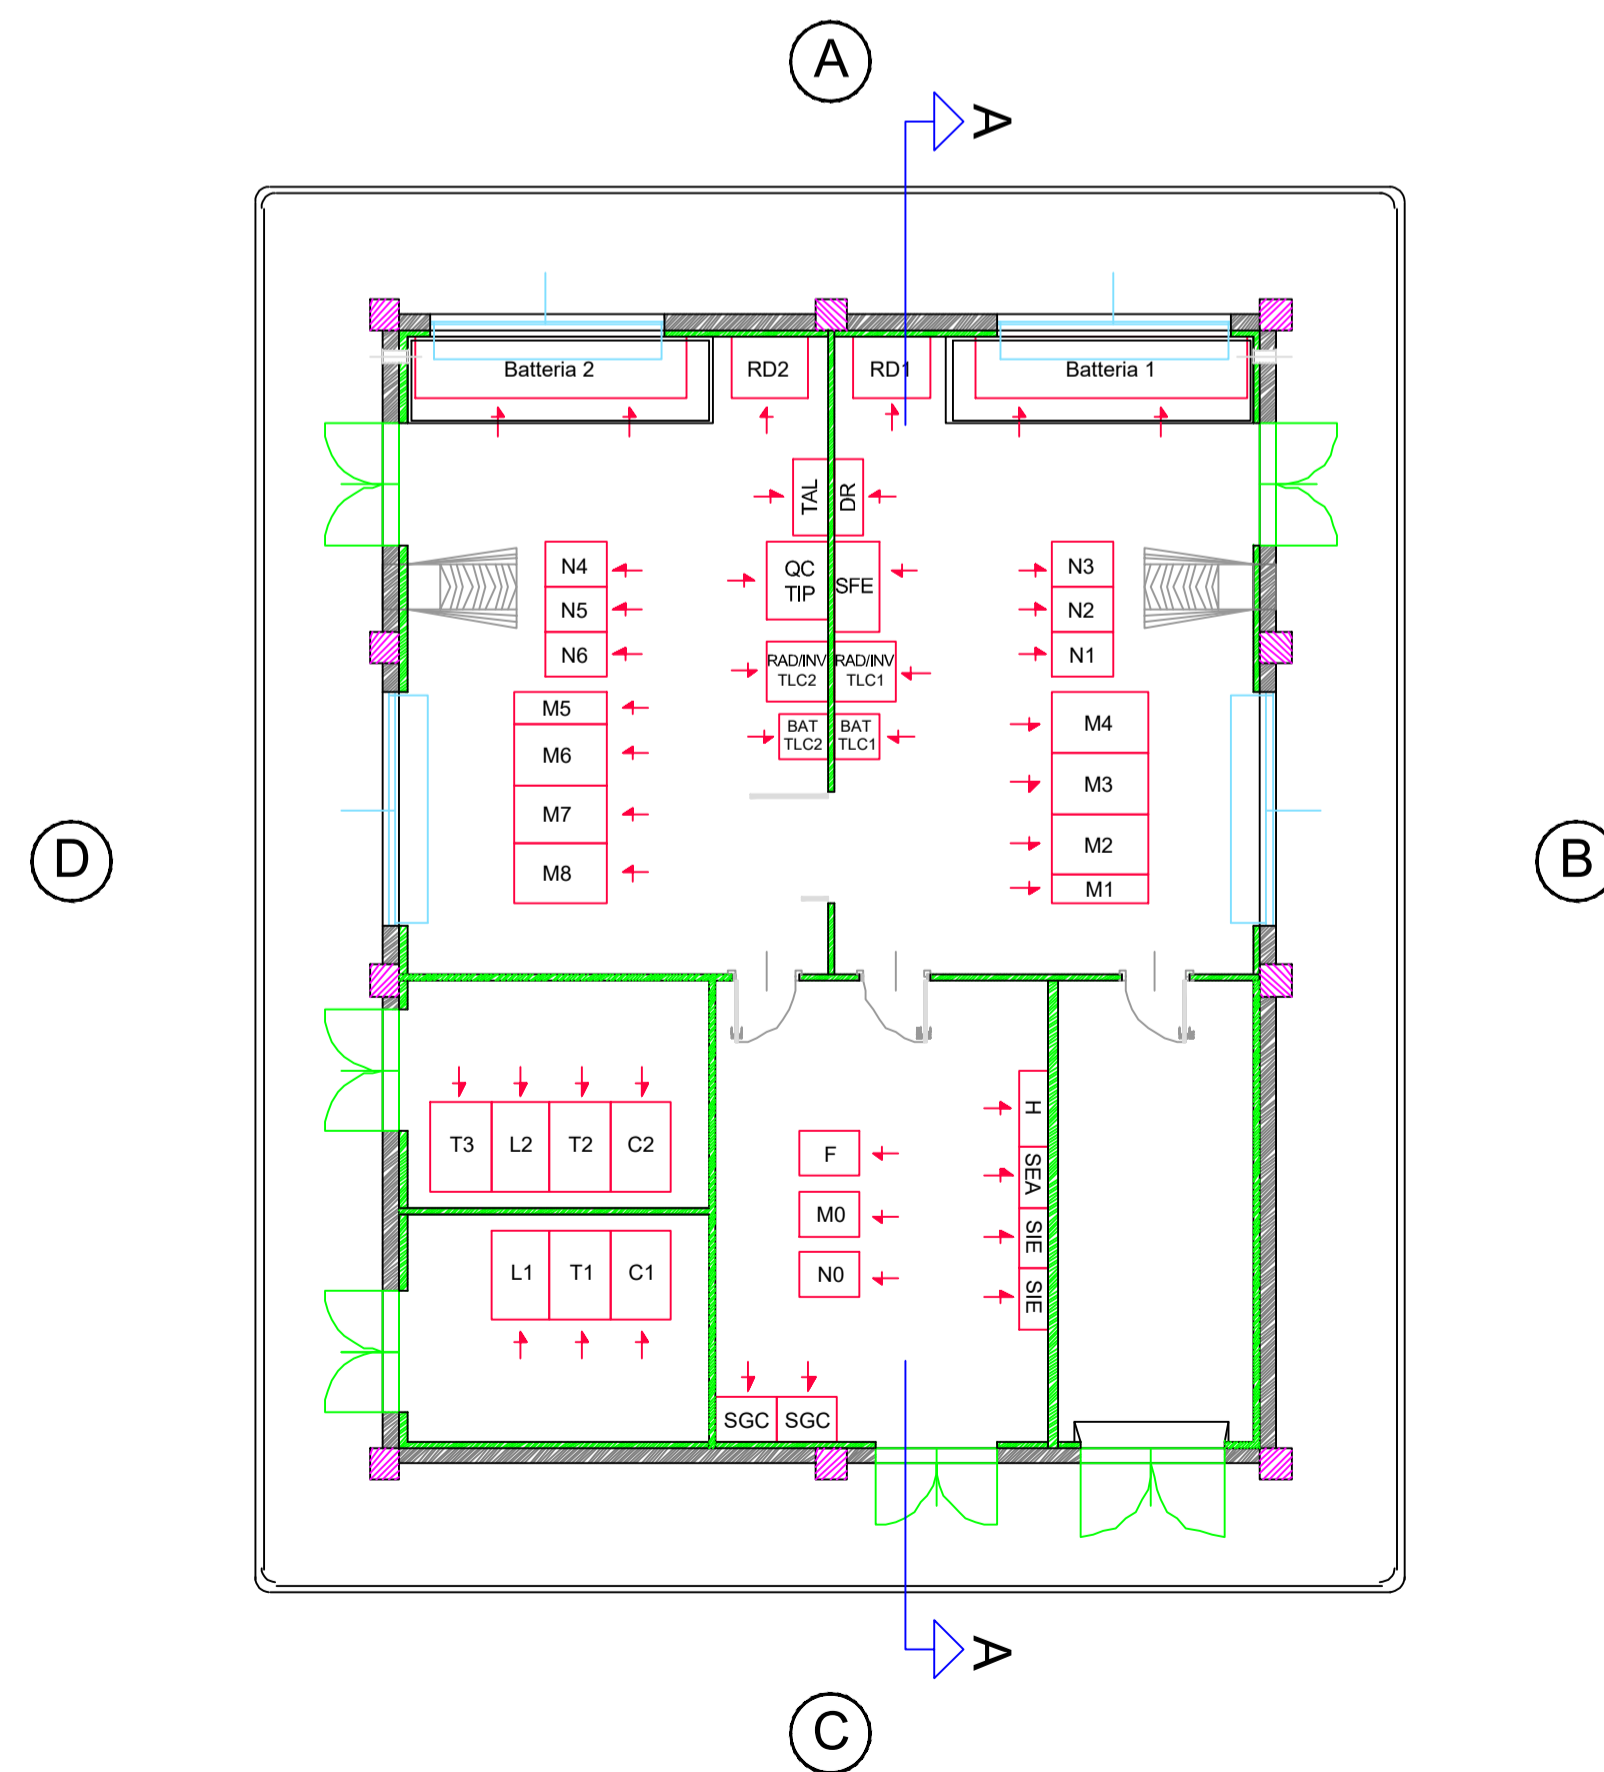 A
A
Batteria 2
RD2
RD1
Batteria 1
TAL
DR
N4
QC
TIP
SFE
N3
N5
N2
N6
RAD/INV
TLC2
RAD/INV
TLC1
N1
M5
BAT
TLC2
BAT
TLC1
M4
M6
M3
M7
M2
M8
M1
D
B
T3
L2
T2
C2
H
F
SEA
M0
SIE
L1
T1
C1
N0
SIE
SGC
SGC
A
C